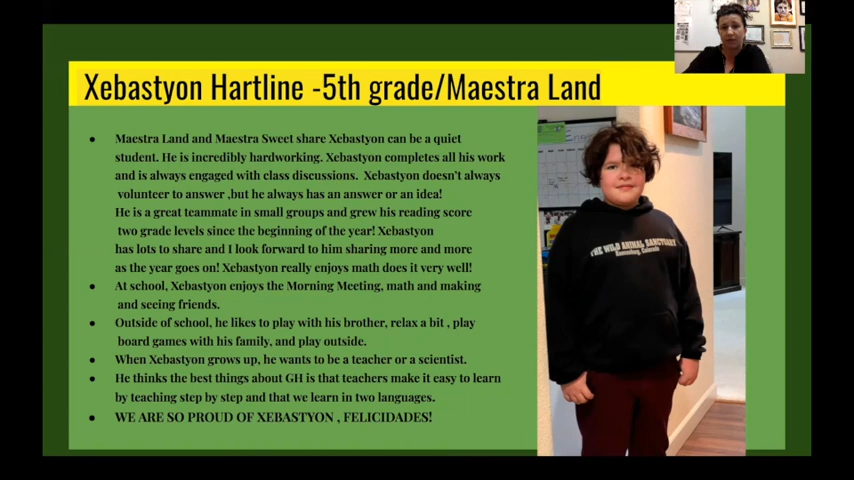 Xebastyon Hartline -5th grade/Maestra Land
Maestra Land and Maestra Sweet share Xebastyon can be a quiet
student. He is incredibly hardworking. Xebastyon completes all his work
and is always engaged with class discussions. Xebastyon doesn't always
volunteer to answer ,but he always has an answer or an idea!
He is a great teammate in small groups and grew his reading score
two grade levels since the beginning of the year! Xebastyon
has lots to share and I look forward to him sharing more and more
as the year goes on! Xebastyon really enjoys math does it very well!
At school, Xebastyon enjoys the Morning Meeting, math and making
and seeing friends.
Outside of school, he likes to play with his brother, relax a bit , play
board games with his family, and play outside.
When Xebastyon grows up, he wants to be a teacher or a scientist.
He thinks the best things about GH is that teachers make it easy to learn
by teaching step by step and that we learn in two languages.
WE ARE SO PROUD OF XEBASTYON , FELICIDADES!
THE WILD ANIMAL SANCTUARY
Keenesburg, Colorado